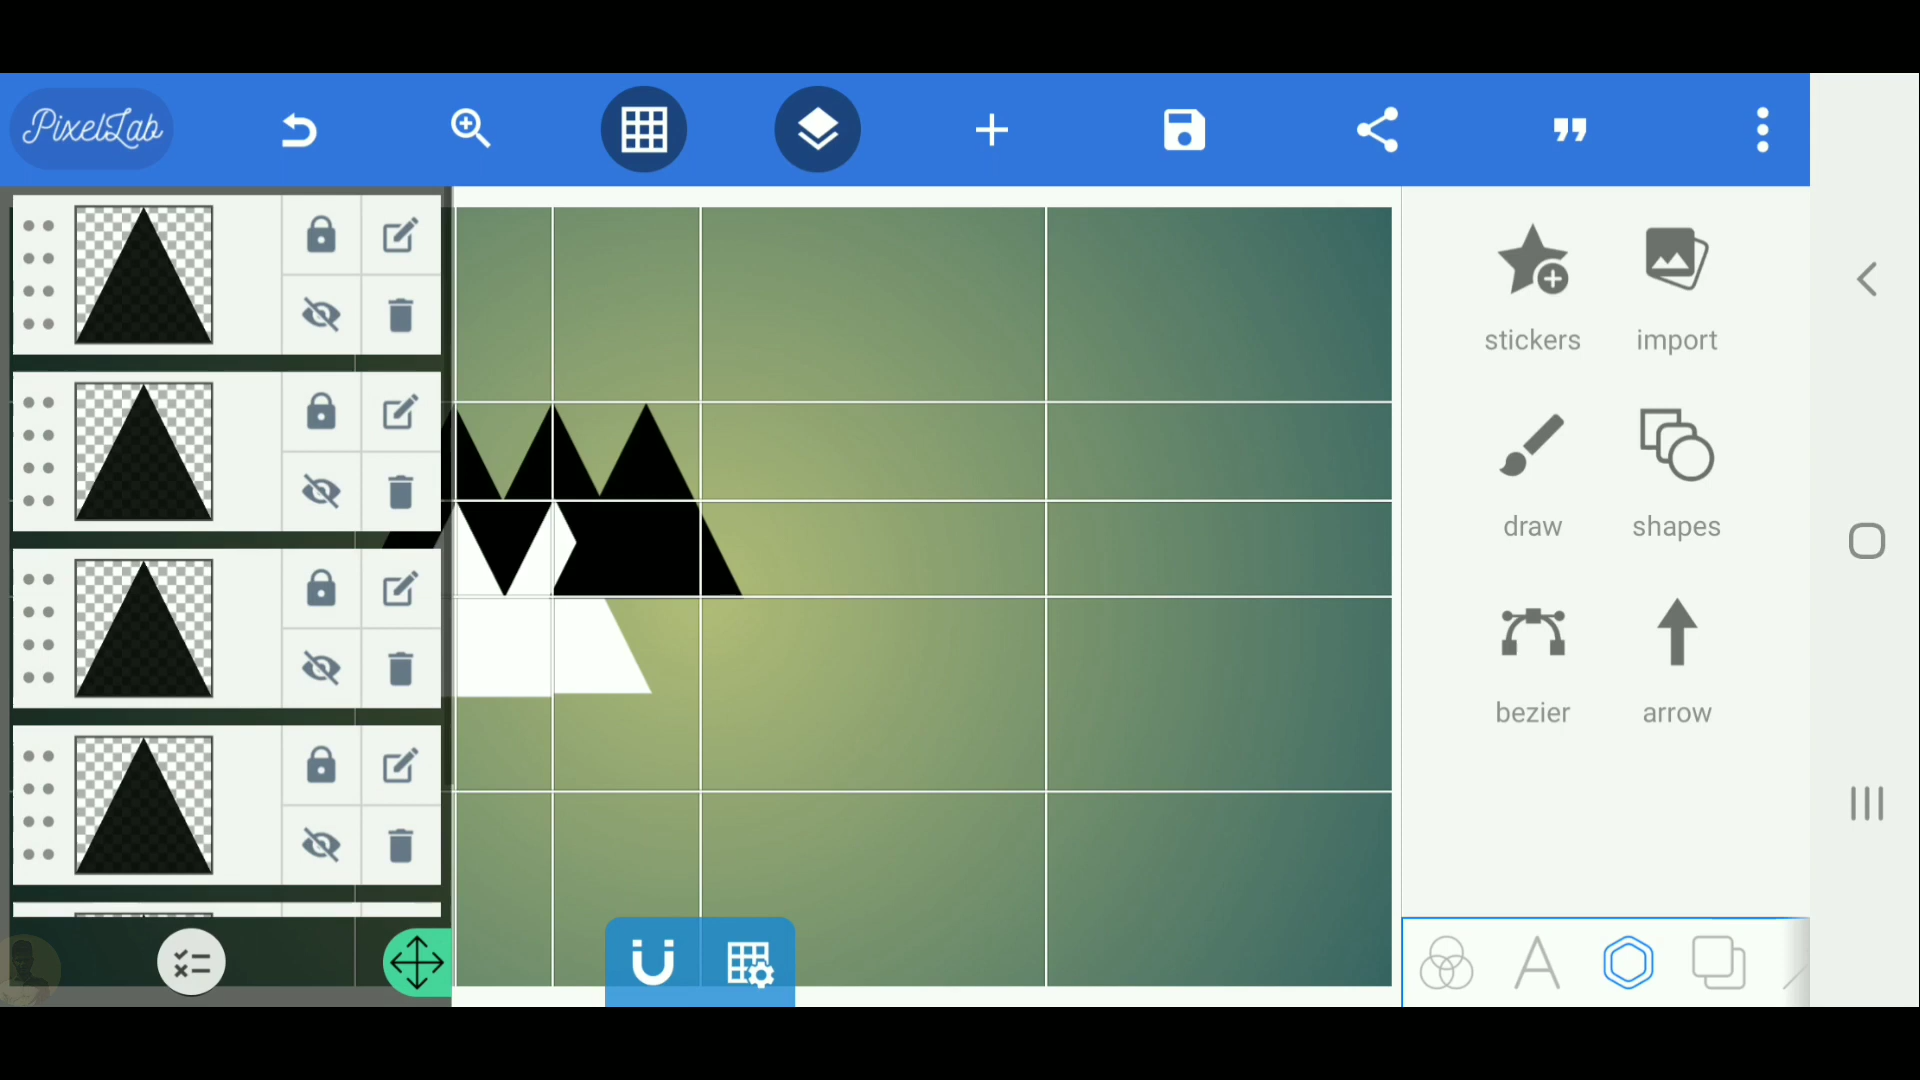 PixelLab
stickers
import
draw
shapes
bezier
arrow